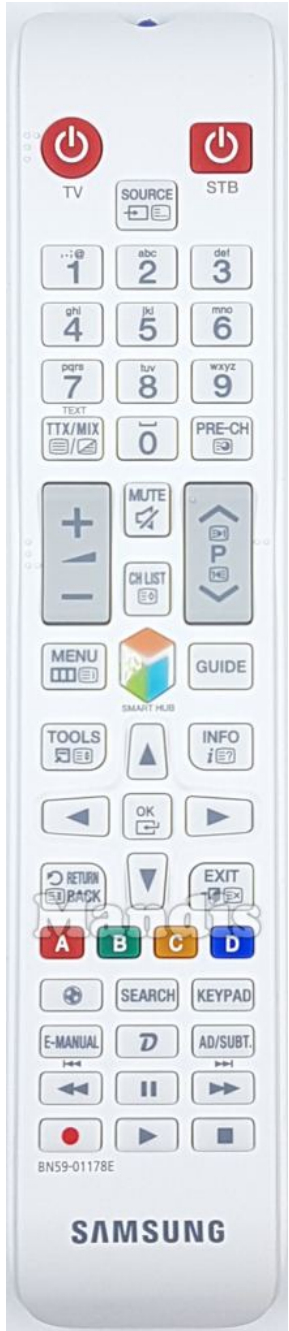 TV STB
SOURCE
.,:;@ abc def
1 2 3
ghi jkl mno
4 5 6
pqrs tuv wxyz
7 8 9
TEXT
TTX/MIX 0 PRE-CH
MUTE
+
P
CH LIST
−
MENU GUIDE
SMART HUB
TOOLS INFO
i
OK
RETURN EXIT
BACK
Mandis
A B C D
SEARCH KEYPAD
E-MANUAL D AD/SUBT.
BN59-01178E
SAMSUNG